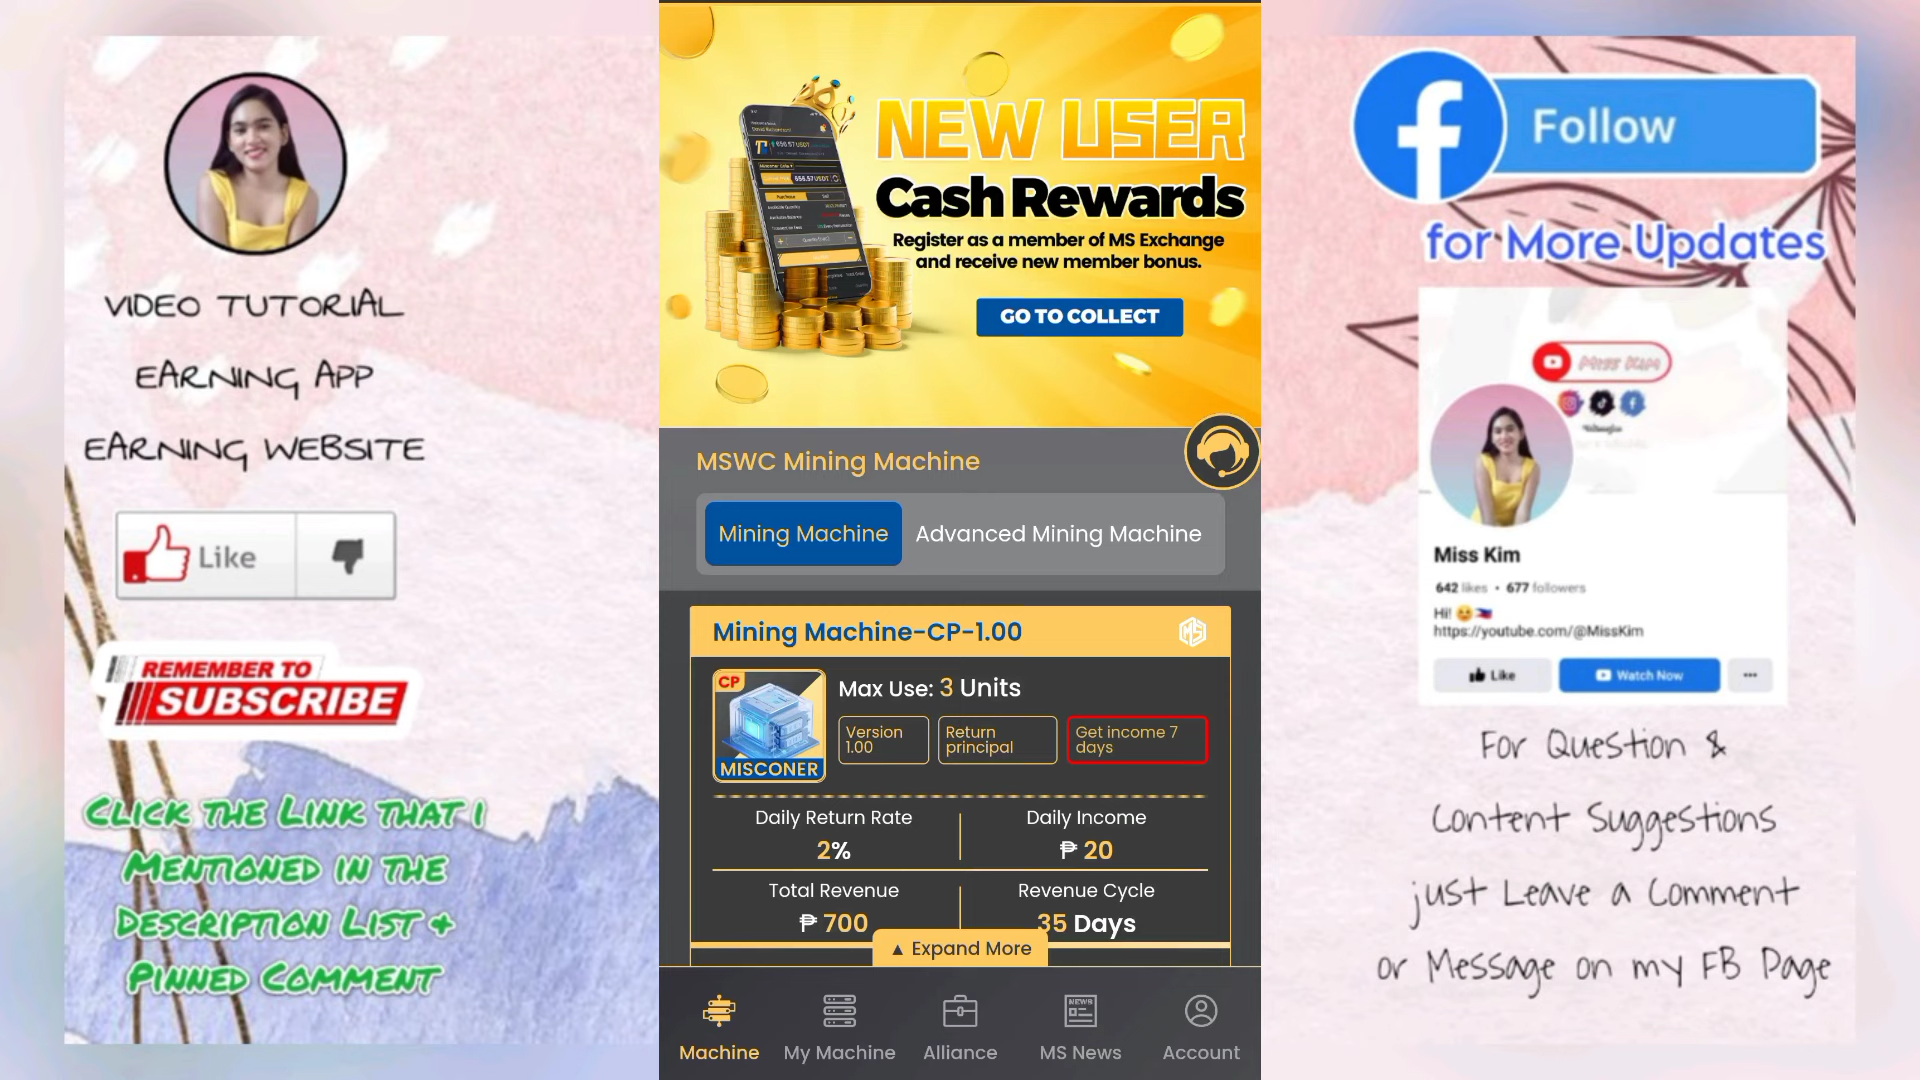 VIDEO TUTORIAL
EARNING APP
EARNING WEBSITE
Like
REMEMBER TO
SUBSCRIBE
CLICK THE LINK THAT I
MENTIONED IN THE
DESCRIPTION LIST &
PINNED COMMENT
NEW USER
Cash Rewards
Register as a member of MS Exchange
and receive new member bonus.
GO TO COLLECT
MSWC Mining Machine
Mining Machine
Advanced Mining Machine
Mining Machine-CP-1.00
MS
CP
MISCONER
Max Use: 3 Units
Version
1.00
Return
principal
Get income 7
days
Daily Return Rate
2%
Daily Income
₱ 20
Total Revenue
₱ 700
Revenue Cycle
35 Days
▲ Expand More
Machine
My Machine
Alliance
NEWS
MS News
Account
Follow
for More Updates
MISS KIM
Miss Kim
642 likes • 677 followers
Hi!
https://youtube.com/@MissKim
Like
Watch Now
For Question &
Content Suggestions
just Leave a Comment
or Message on my FB Page